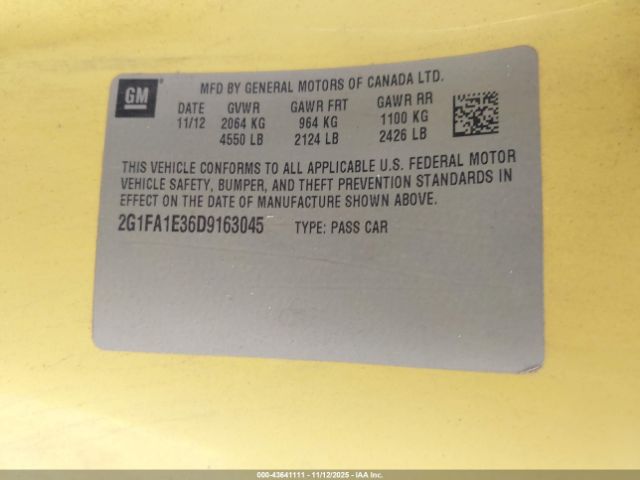 GM
MFD BY GENERAL MOTORS OF CANADA LTD.
DATE GVWR GAWR FRT GAWR RR
11/12 2064 KG 964 KG 1100 KG
4550 LB 2124 LB 2426 LB
THIS VEHICLE CONFORMS TO ALL APPLICABLE U.S. FEDERAL MOTOR
VEHICLE SAFETY, BUMPER, AND THEFT PREVENTION STANDARDS IN
EFFECT ON THE DATE OF MANUFACTURE SHOWN ABOVE.
2G1FA1E36D9163045 TYPE: PASS CAR
000-43641111 - 11/12/2025 - IAA Inc.